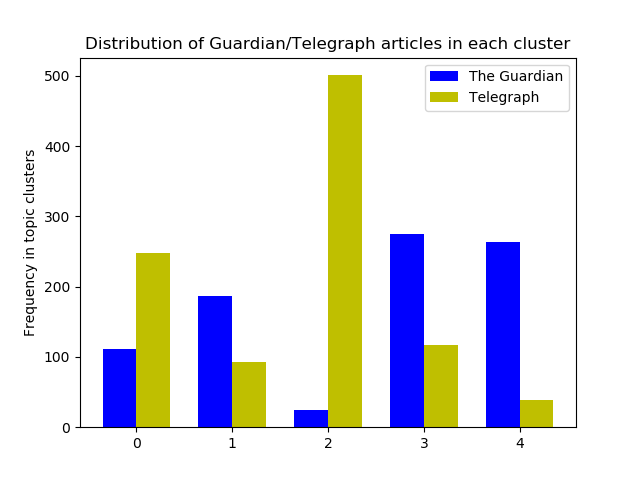 Distribution of Guardian/Telegraph articles in each cluster
The Guardian
Telegraph
Frequency in topic clusters
500
400
300
200
100
0
0 1 2 3 4